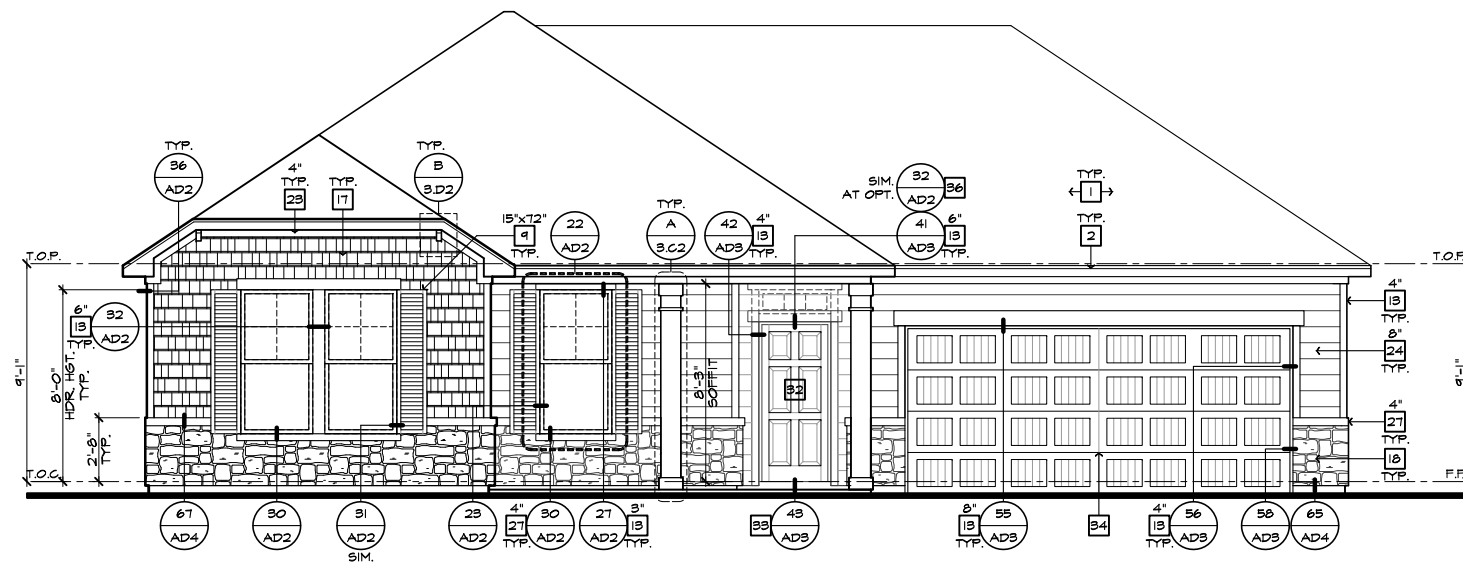 TYP.
36
AD2
4"
TYP.
23
TYP.
17
TYP.
B
3.D2
15"x72"
9
TYP.
22
AD2
TYP.
A
3.C2
42
AD3
4"
13
TYP.
SIM.
AT OPT.
32
AD2
36
41
AD3
6"
13
TYP.
TYP.
1
TYP.
2
T.O.P.
T.O.P.
9'-1"
8'-0"
HDR. HGT.
TYP.
6"
13
TYP.
32
AD2
2'-8"
TYP.
T.O.C.
8'-3"
SOFFIT
32
4"
13
TYP.
8"
24
TYP.
9'-1"
4"
27
TYP.
18
TYP.
F.F.
67
AD4
30
AD2
31
AD2
SIM.
23
AD2
4"
27
TYP.
30
AD2
27
AD2
3"
13
TYP.
33
43
AD3
8"
13
TYP.
55
AD3
34
4"
13
TYP.
56
AD3
58
AD3
65
AD4